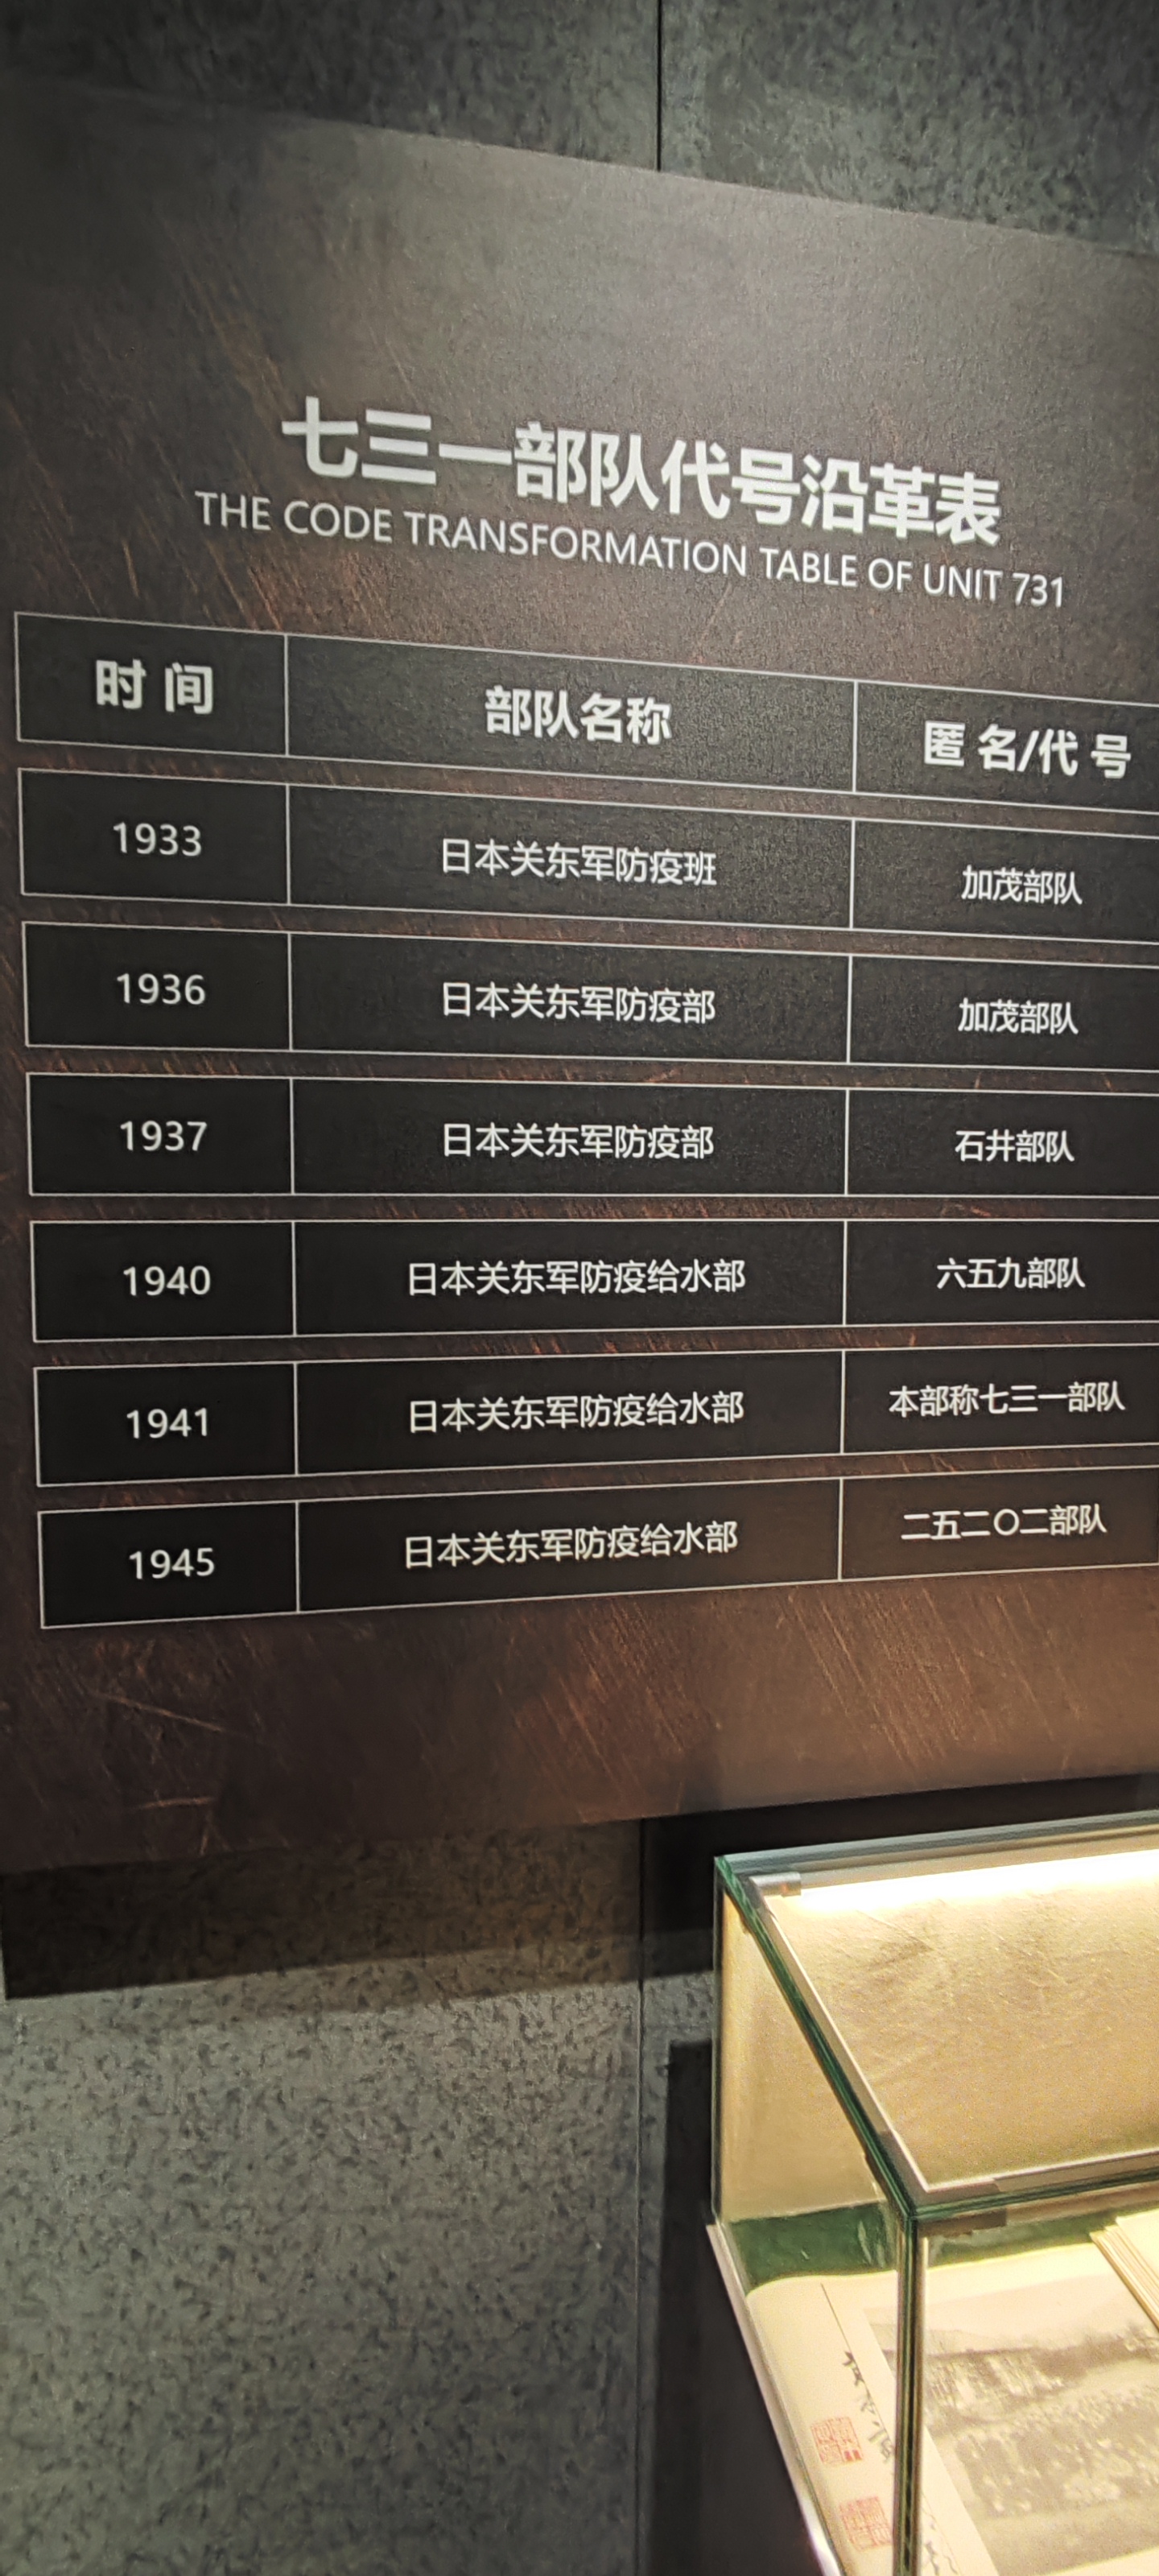 七三一部队代号沿革表
THE CODE TRANSFORMATION TABLE OF UNIT 731
时 间 部队名称 匿 名/代 号
1933 日本关东军防疫班 加茂部队
1936 日本关东军防疫部 加茂部队
1937 日本关东军防疫部 石井部队
1940 日本关东军防疫给水部 六五九部队
1941 日本关东军防疫给水部 本部称七三一部队
1945 日本关东军防疫给水部 二五二〇二部队